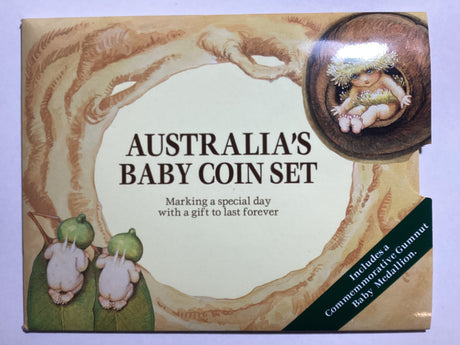 AUSTRALIA'S
BABY COIN SET
Marking a special day
with a gift to last forever
Includes a
Commemorative Gumnut
Baby Medallion.